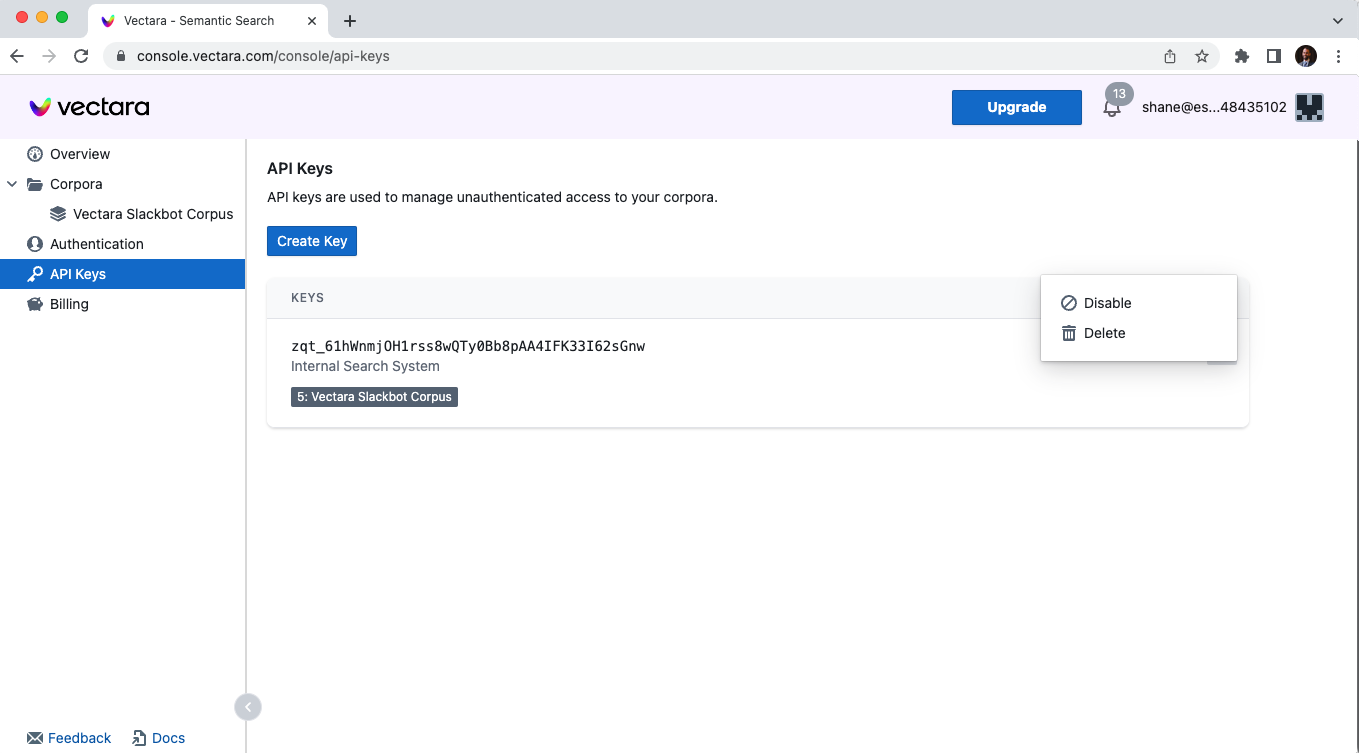 Vectara - Semantic Search
console.vectara.com/console/api-keys
vectara
Upgrade
13
shane@es...48435102
Overview
Corpora
Vectara Slackbot Corpus
Authentication
API Keys
Billing
API Keys
API keys are used to manage unauthenticated access to your corpora.
Create Key
KEYS
Disable
Delete
zqt_61hWnmjOH1rss8wQTy0Bb8pAA4IFK33I62sGnw
Internal Search System
5: Vectara Slackbot Corpus
Feedback
Docs